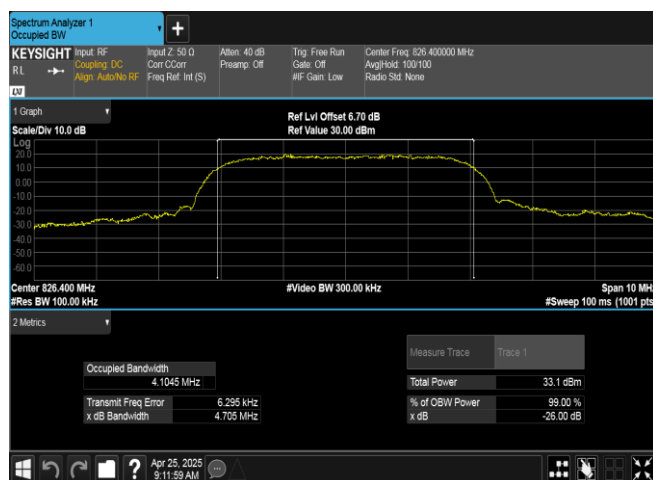 Spectrum Analyzer 1
Occupied BW
+
KEYSIGHT
R L
LXI
Input: RF
Coupling: DC
Align: Auto/No RF
Input Z: 50 Ω
Corr CCorr
Freq Ref: Int (S)
Atten: 40 dB
Preamp: Off
Trig: Free Run
Gate: Off
#IF Gain: Low
Center Freq: 826.400000 MHz
Avg|Hold: 100/100
Radio Std: None
1 Graph
Scale/Div 10.0 dB
Ref Lvl Offset 6.70 dB
Ref Value 30.00 dBm
Log
20.0
10.0
0.00
-10.0
-20.0
-30.0
-40.0
-50.0
-60.0
Center 826.400 MHz
#Video BW 300.00 kHz
Span 10 MH
#Res BW 100.00 kHz
#Sweep 100 ms (1001 pts
2 Metrics
Measure Trace Trace 1
Occupied Bandwidth
4.1045 MHz
Total Power 33.1 dBm
Transmit Freq Error 6.295 kHz
% of OBW Power 99.00 %
x dB Bandwidth 4.705 MHz
x dB -26.00 dB
?
Apr 25, 2025
9:11:59 AM